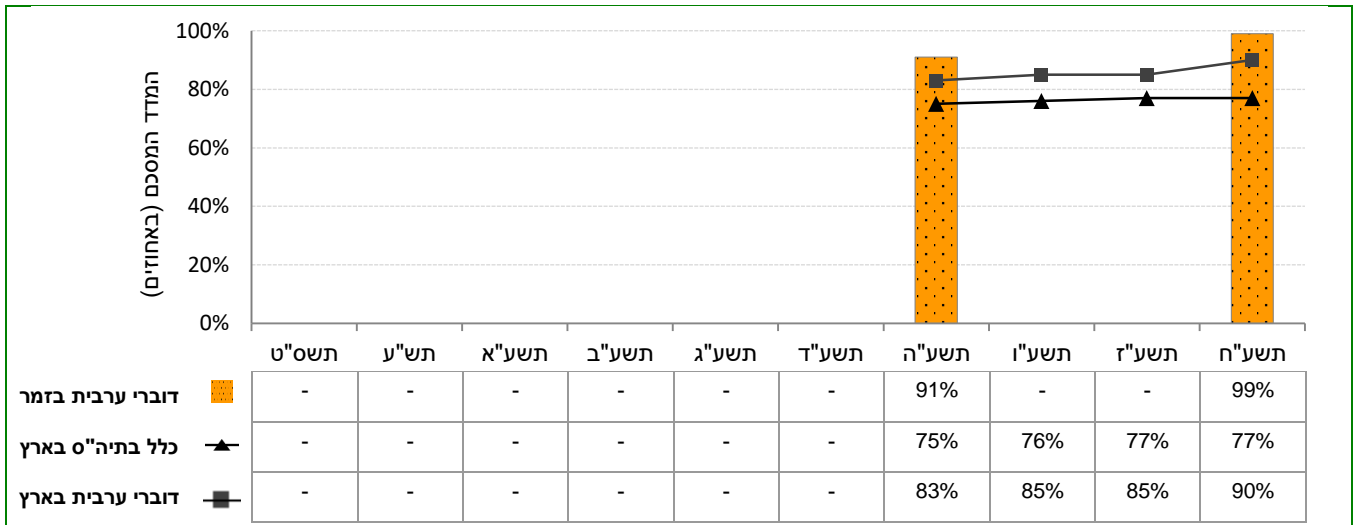 100%
80%
60%
40%
20%
0%
המדד המסכם (באחוזים)
תשס"ט תש"ע תשע"א תשע"ב תשע"ג תשע"ד תשע"ה תשע"ו תשע"ז תשע"ח
דוברי ערבית בזמר - - - - - - 91% - - 99%
כלל בתיה"ס בארץ - - - - - - 75% 76% 77% 77%
דוברי ערבית בארץ - - - - - - 83% 85% 85% 90%